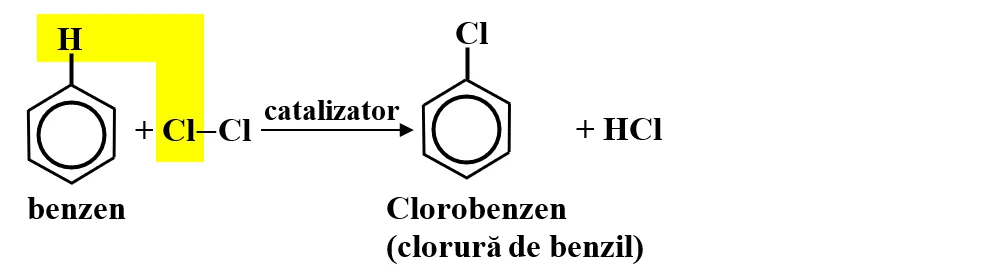 H
Cl
+ Cl–Cl
catalizator
+ HCl
benzen
Clorobenzen
(clorură de benzil)